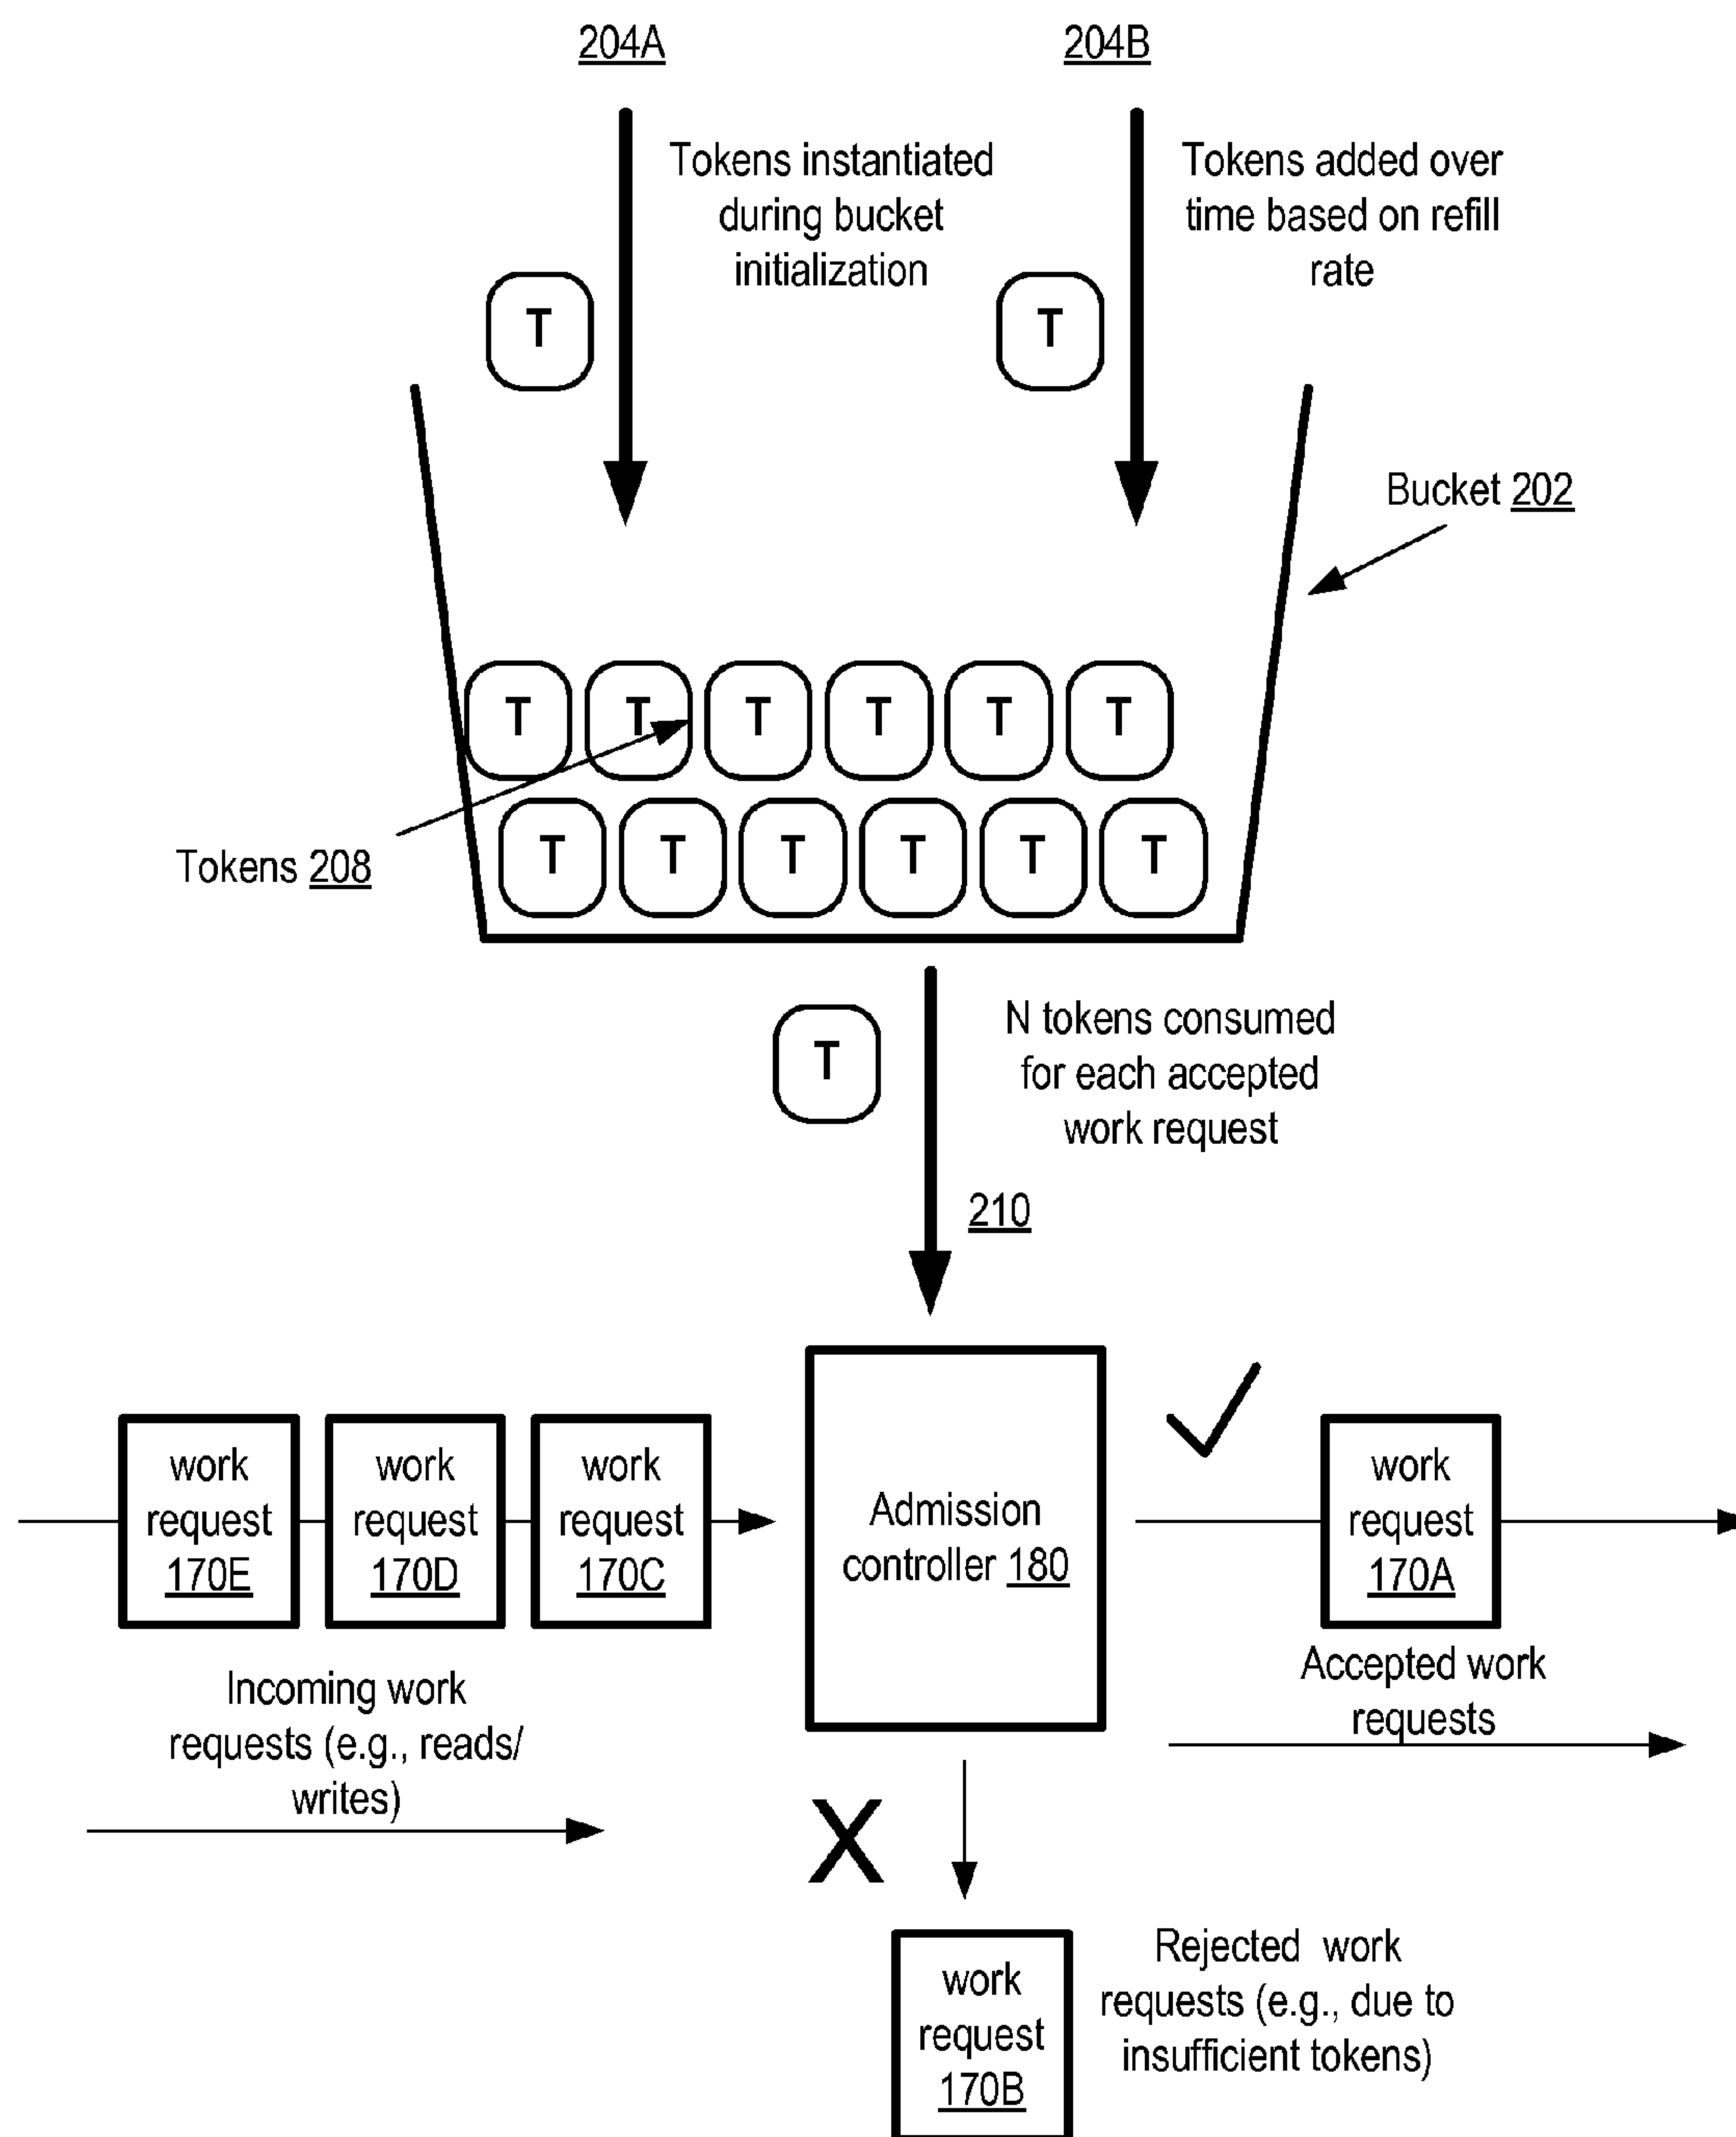 204A
204B
Tokens instantiated
during bucket
initialization
Tokens added over
time based on refill
rate
T
T
Bucket 202
T T T T T T
T T T T T T
Tokens 208
T
N tokens consumed
for each accepted
work request
210
work
request
170E
work
request
170D
work
request
170C
Admission
controller 180
work
request
170A
Incoming work
requests (e.g., reads/
writes)
Accepted work
requests
X
work
request
170B
Rejected work
requests (e.g., due to
insufficient tokens)